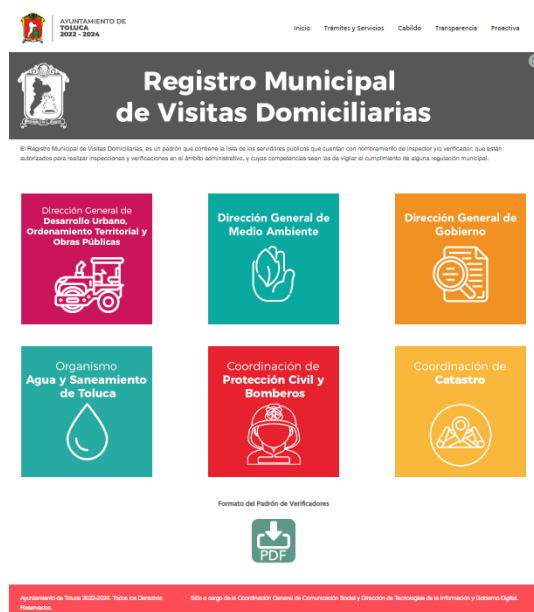 AYUNTAMIENTO DE
TOLUCA
2022 - 2024
Inicio Trámites y Servicios Cabildo Transparencia Proactiva
Registro Municipal
de Visitas Domiciliarias
El Registro Municipal de Visitas Domiciliarias, es un padrón que contiene la lista de los servidores públicos que cuentan con nombramiento de inspector y/o verificador; que están
autorizados para realizar inspecciones y verificaciones en el ámbito administrativo, y cuyas competencias sean las de vigilar el cumplimiento de alguna regulación municipal.
Dirección General de
Desarrollo Urbano,
Ordenamiento Territorial y
Obras Públicas
Dirección General de
Medio Ambiente
Dirección General de
Gobierno
Organismo
Agua y Saneamiento
de Toluca
Coordinación de
Protección Civil y
Bomberos
Coordinación de
Catastro
Formato del Padrón de Verificadores
PDF
Ayuntamiento de Toluca 2022-2024. Todos los Derechos
Reservados.
Sitio a cargo de la Coordinación General de Comunicación Social y Dirección de Tecnologías de la Información y Gobierno Digital.